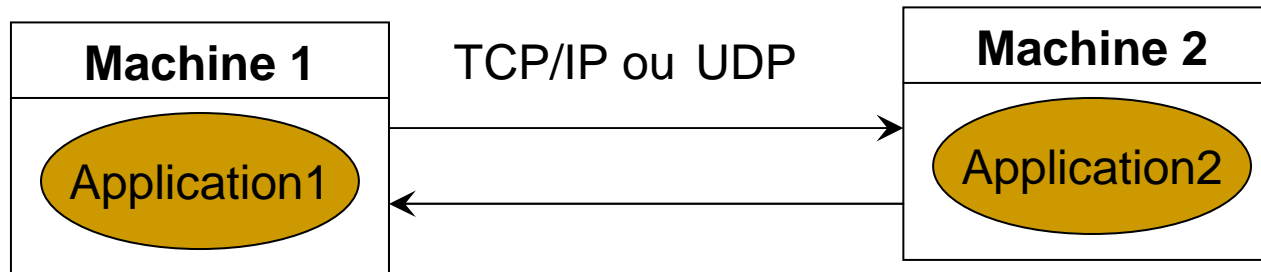 Machine 1
TCP/IP ou UDP
Machine 2
Application1
Application2